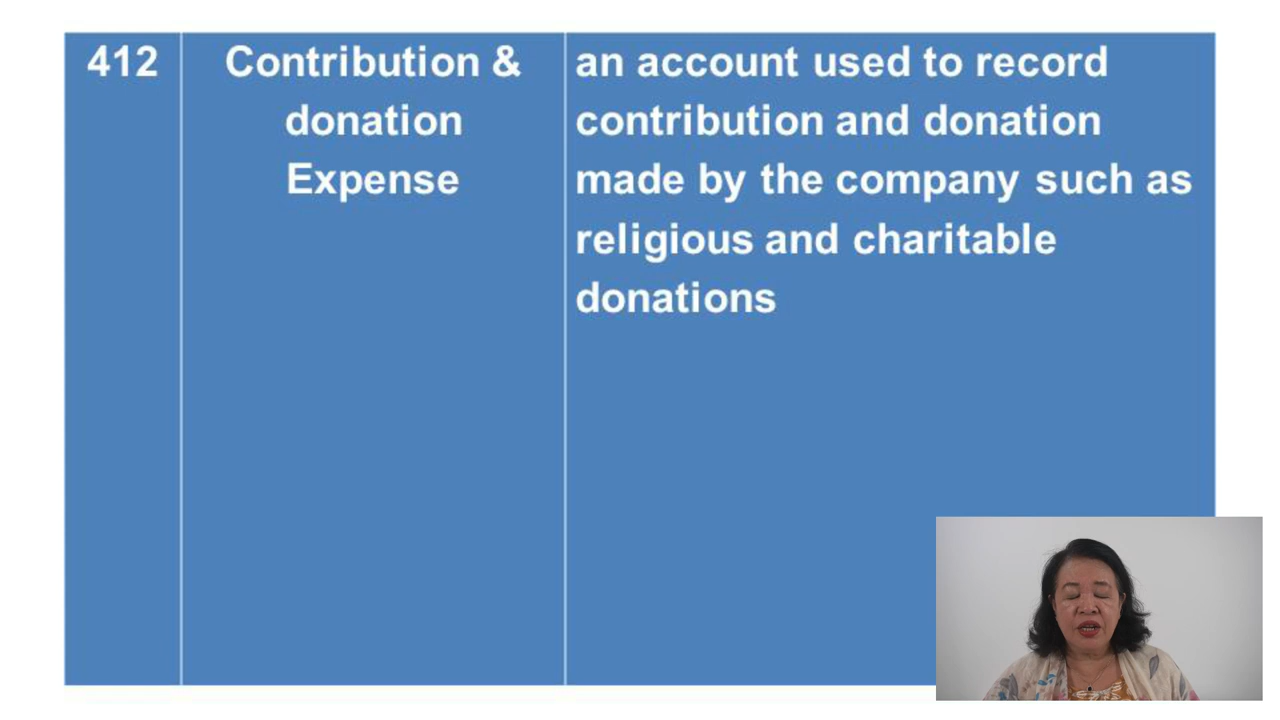 412
Contribution &
donation
Expense
an account used to record
contribution and donation
made by the company such as
religious and charitable
donations